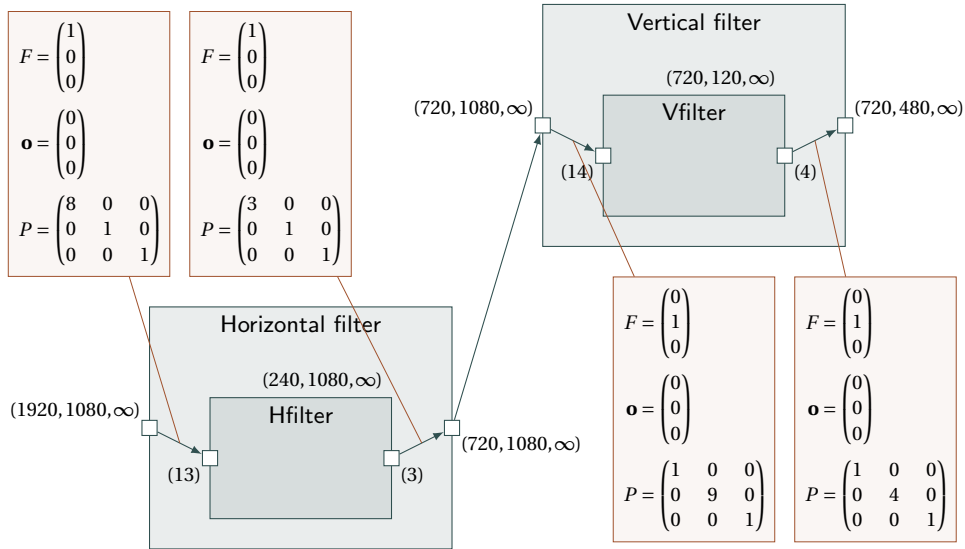 F = (1 0 0)
o = (0 0 0)
P = (8 0 0 0 1 0 0 0 1)
F = (1 0 0)
o = (0 0 0)
P = (3 0 0 0 1 0 0 0 1)
Vertical filter
(720, 120, ∞)
Vfilter
(720, 1080, ∞)
(720, 480, ∞)
(14)
(4)
Horizontal filter
(240, 1080, ∞)
Hfilter
(1920, 1080, ∞)
(720, 1080, ∞)
(13)
(3)
F = (0 1 0)
o = (0 0 0)
P = (1 0 0 0 9 0 0 0 1)
F = (0 1 0)
o = (0 0 0)
P = (1 0 0 0 4 0 0 0 1)